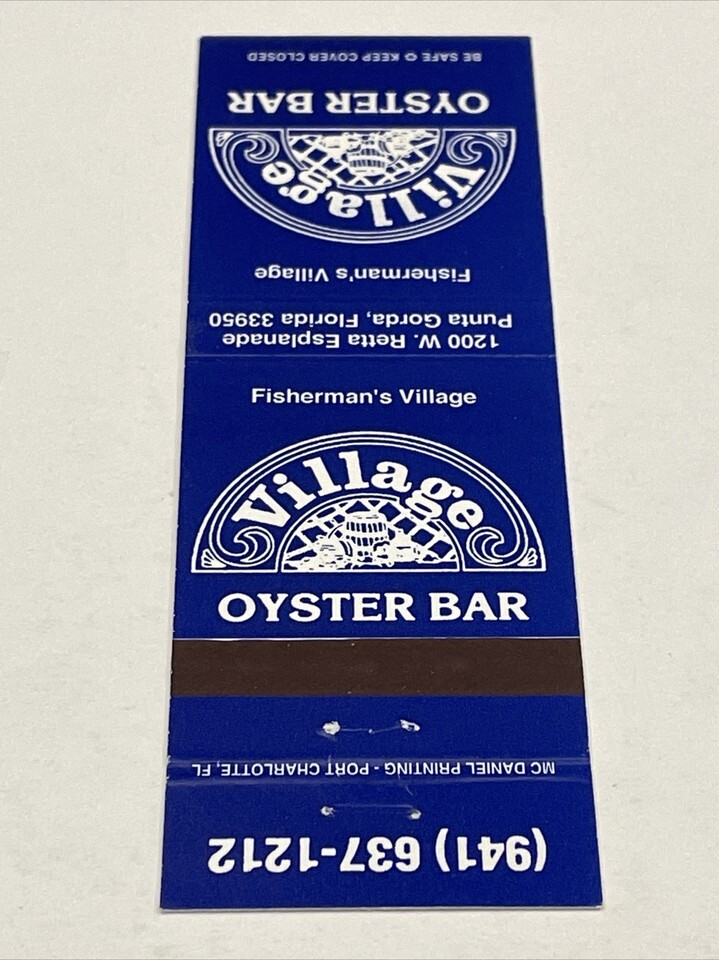 BE SAFE ✪ KEEP COVER CLOSED
OYSTER BAR
Village
Fisherman's Village
1200 W. Retta Esplanade
Punta Gorda, Florida 33950
Fisherman's Village
Village
OYSTER BAR
MC DANIEL PRINTING - PORT CHARLOTTE, FL
(941) 637-1212